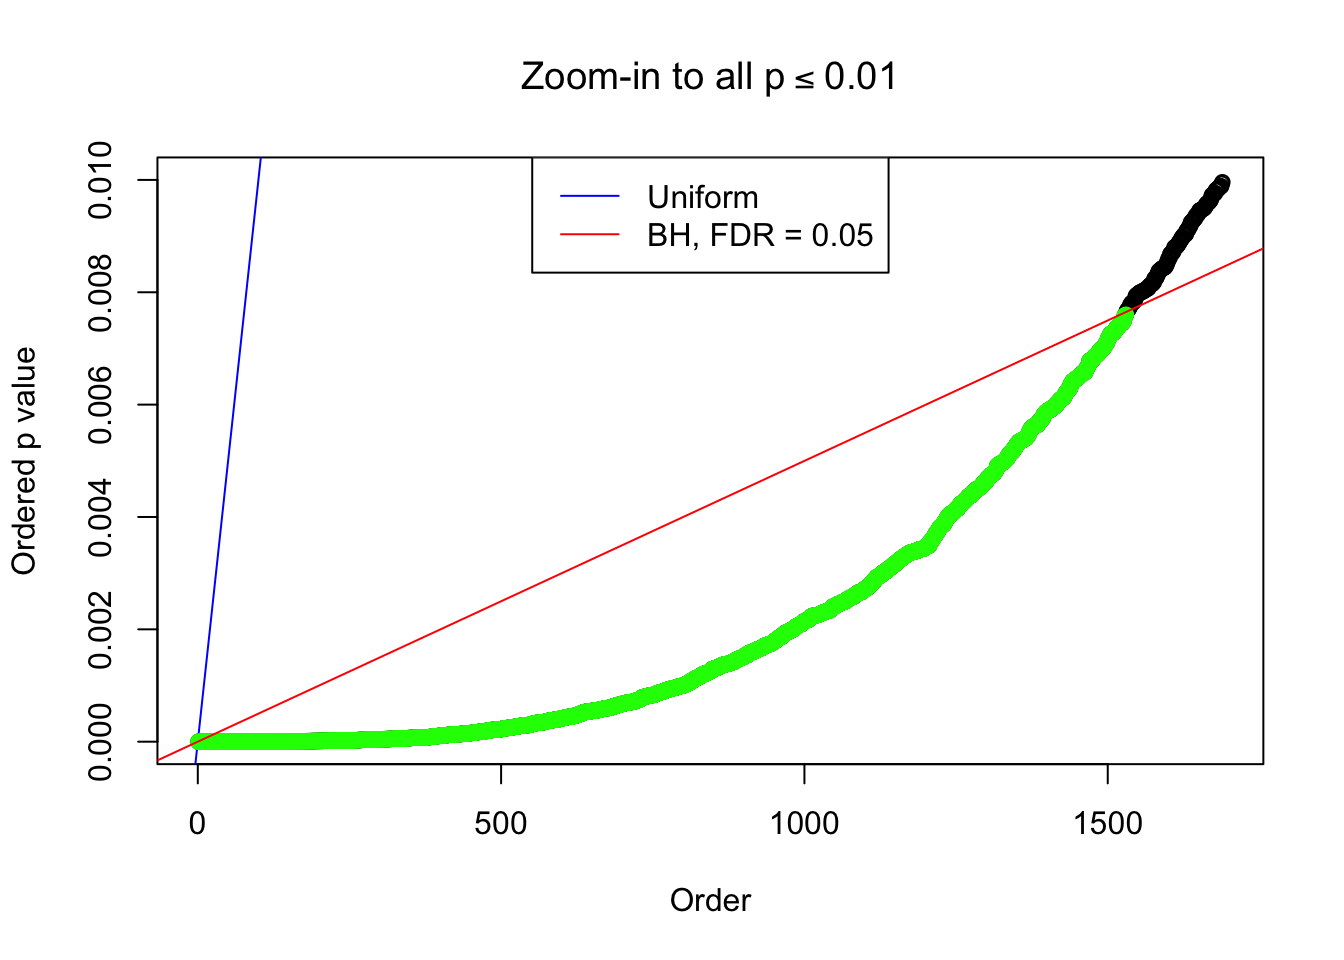 Zoom-in to all p ≤ 0.01
Uniform
BH, FDR = 0.05
Ordered p value
0.010
0.008
0.006
0.004
0.002
0.000
0
500
1000
1500
Order